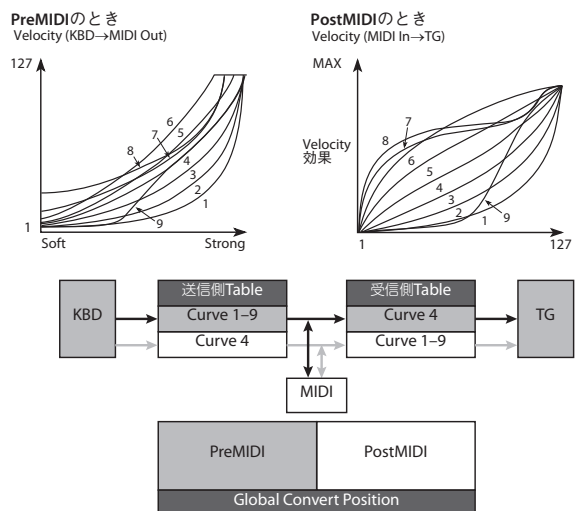 PreMIDIのとき
Velocity (KBD→MIDI Out)
127
8
7
6
5
4
3
2
1
9
1
Soft
Strong
PostMIDIのとき
Velocity (MIDI In→TG)
MAX
Velocity
効果
8
7
6
5
4
3
2
1
9
1
127
KBD
送信側Table
Curve 1–9
Curve 4
受信側Table
Curve 4
Curve 1–9
TG
MIDI
PreMIDI
PostMIDI
Global Convert Position